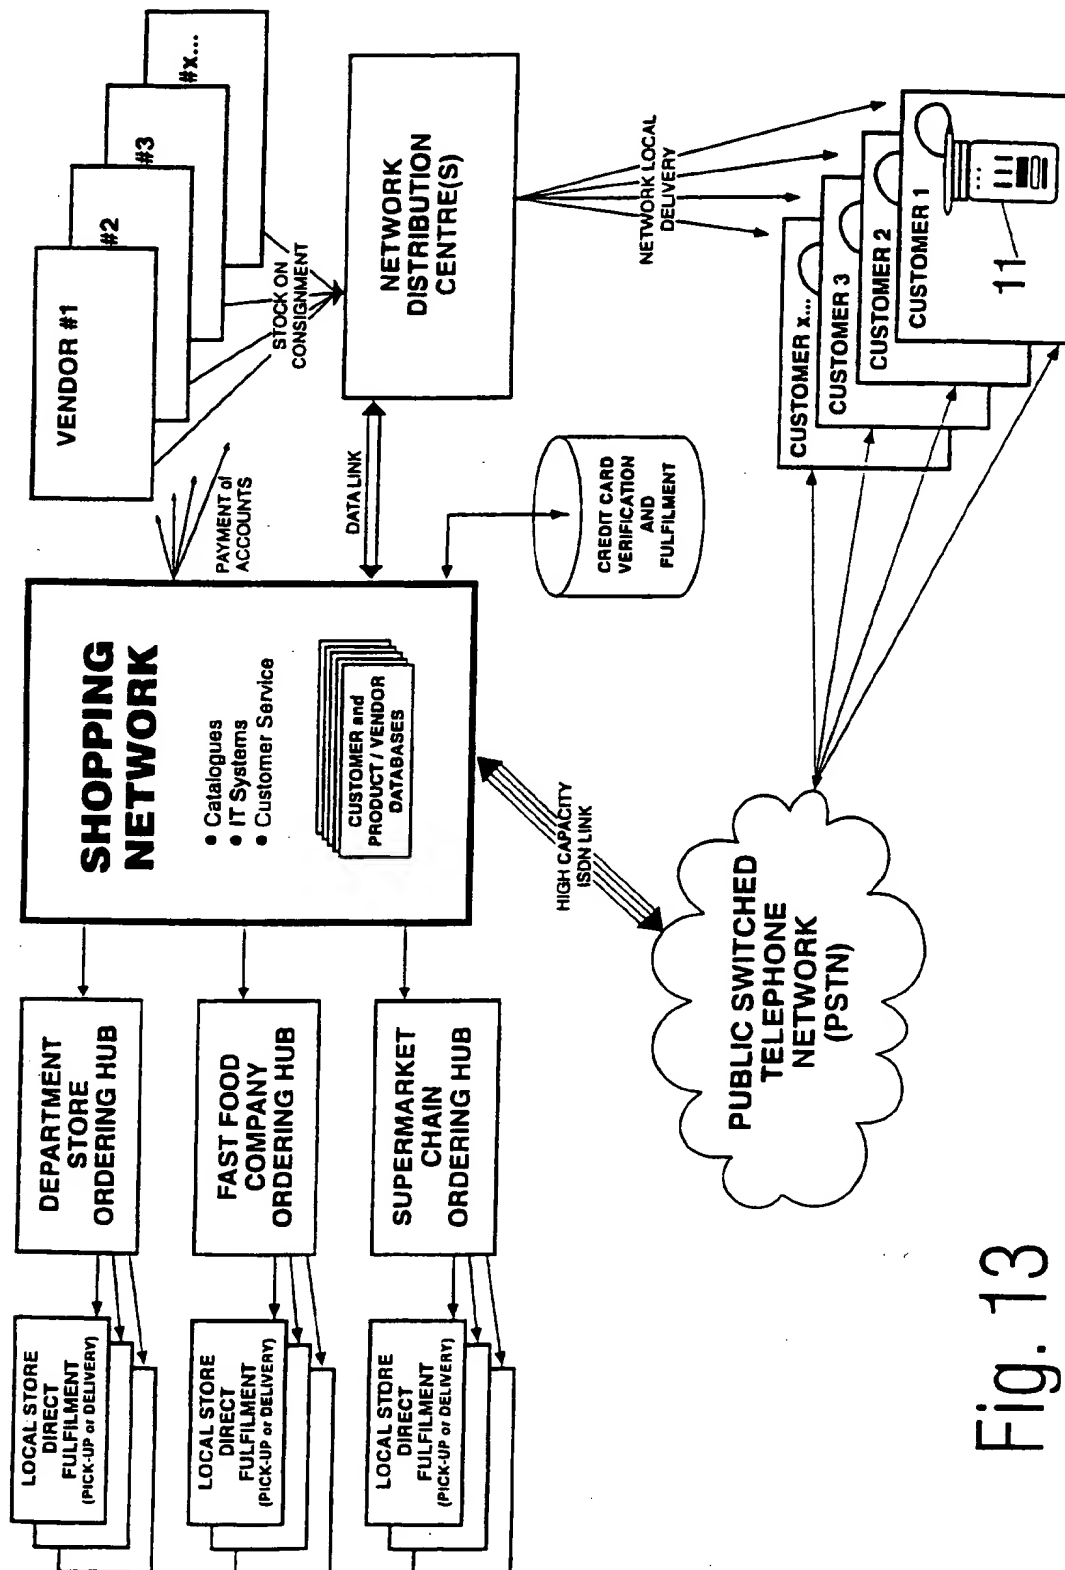 LOCAL STORE
DIRECT
FULFILMENT
(PICK-UP or DELIVERY)
DEPARTMENT
STORE
ORDERING HUB
SHOPPING
NETWORK
• Catalogues
• IT Systems
• Customer Service
CUSTOMER and
PRODUCT / VENDOR
DATABASES
PAYMENT of
ACCOUNTS
VENDOR #1
#2
#3
#x...
STOCK ON
CONSIGNMENT
LOCAL STORE
DIRECT
FULFILMENT
(PICK-UP or DELIVERY)
FAST FOOD
COMPANY
ORDERING HUB
DATA LINK
NETWORK
DISTRIBUTION
CENTRE(S)
LOCAL STORE
DIRECT
FULFILMENT
(PICK-UP or DELIVERY)
SUPERMARKET
CHAIN
ORDERING HUB
HIGH CAPACITY
ISDN LINK
CREDIT CARD
VERIFICATION
AND
FULFILMENT
NETWORK LOCAL
DELIVERY
PUBLIC SWITCHED
TELEPHONE
NETWORK
(PSTN)
CUSTOMER x...
CUSTOMER 3
CUSTOMER 2
CUSTOMER 1
11
Fig. 13